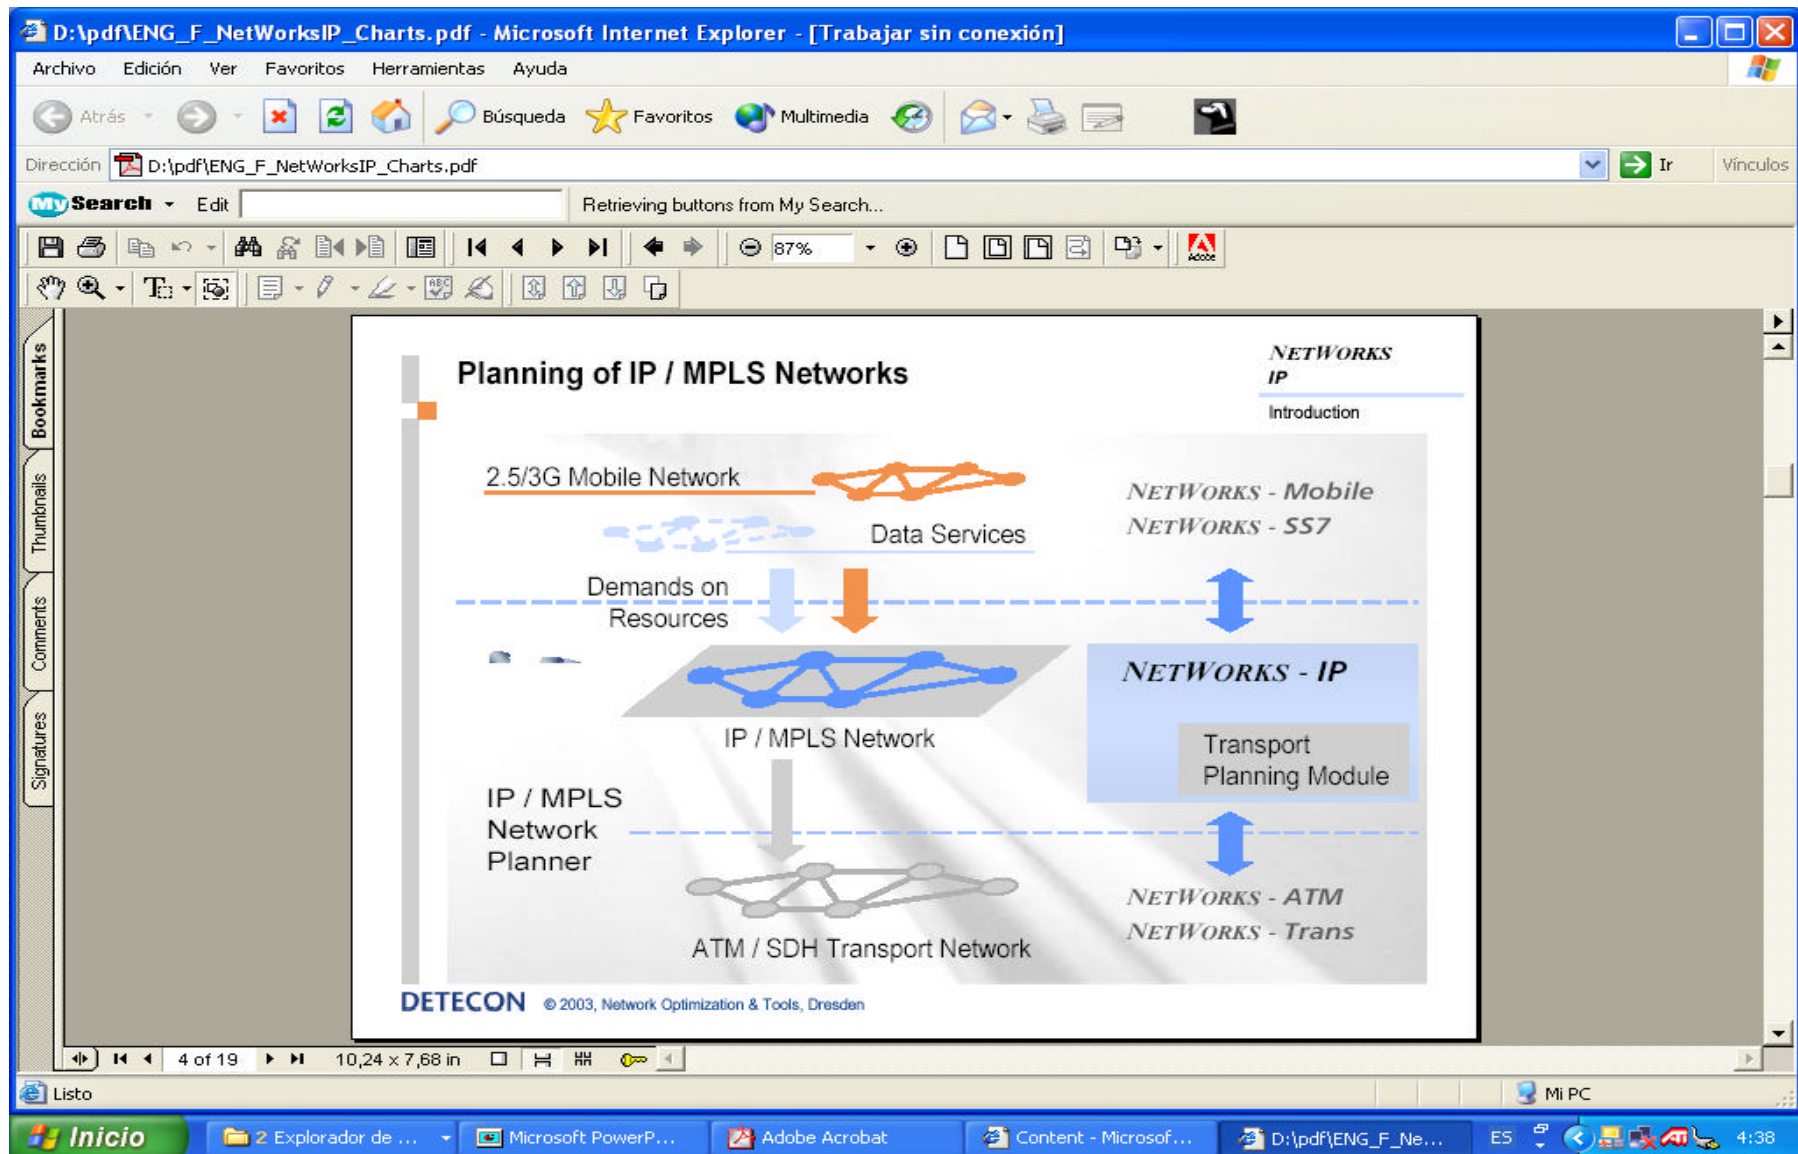 D:\pdf\ENG_F_NetWorksIP_Charts.pdf - Microsoft Internet Explorer - [Trabajar sin conexión]
Archivo Edición Ver Favoritos Herramientas Ayuda
Atrás Búsqueda Favoritos Multimedia
Dirección D:\pdf\ENG_F_NetWorksIP_Charts.pdf Ir Vínculos
My Search Edit Retrieving buttons from My Search...
87% Adobe
T ABC
Bookmarks
Thumbnails
Comments
Signatures
Planning of IP / MPLS Networks
NETWORKS
IP
Introduction
2.5/3G Mobile Network
Data Services
NETWORKS - Mobile
NETWORKS - SS7
Demands on
Resources
IP / MPLS Network
NETWORKS - IP
Transport
Planning Module
IP / MPLS
Network
Planner
ATM / SDH Transport Network
NETWORKS - ATM
NETWORKS - Trans
DETECON © 2003, Network Optimization & Tools, Dresden
4 of 19 10,24 x 7,68 in
Listo Mi PC
Inicio 2 Explorador de ... Microsoft PowerP... Adobe Acrobat Content - Microsof... D:\pdf\ENG_F_Ne... ES 4:38